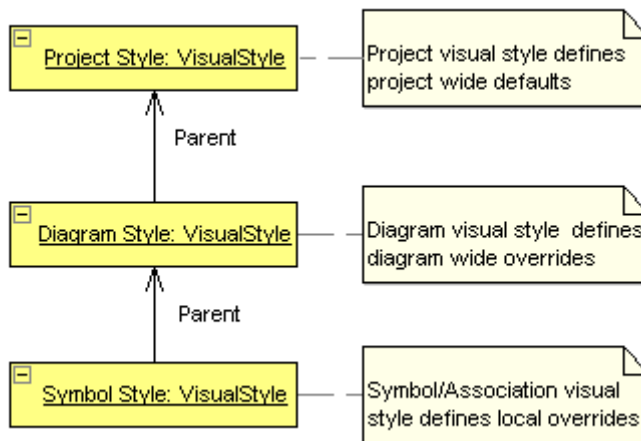 Project Style: VisualStyle
Project visual style defines
project wide defaults
Parent
Diagram Style: VisualStyle
Diagram visual style defines
diagram wide overrides
Parent
Symbol Style: VisualStyle
Symbol/Association visual
style defines local overrides